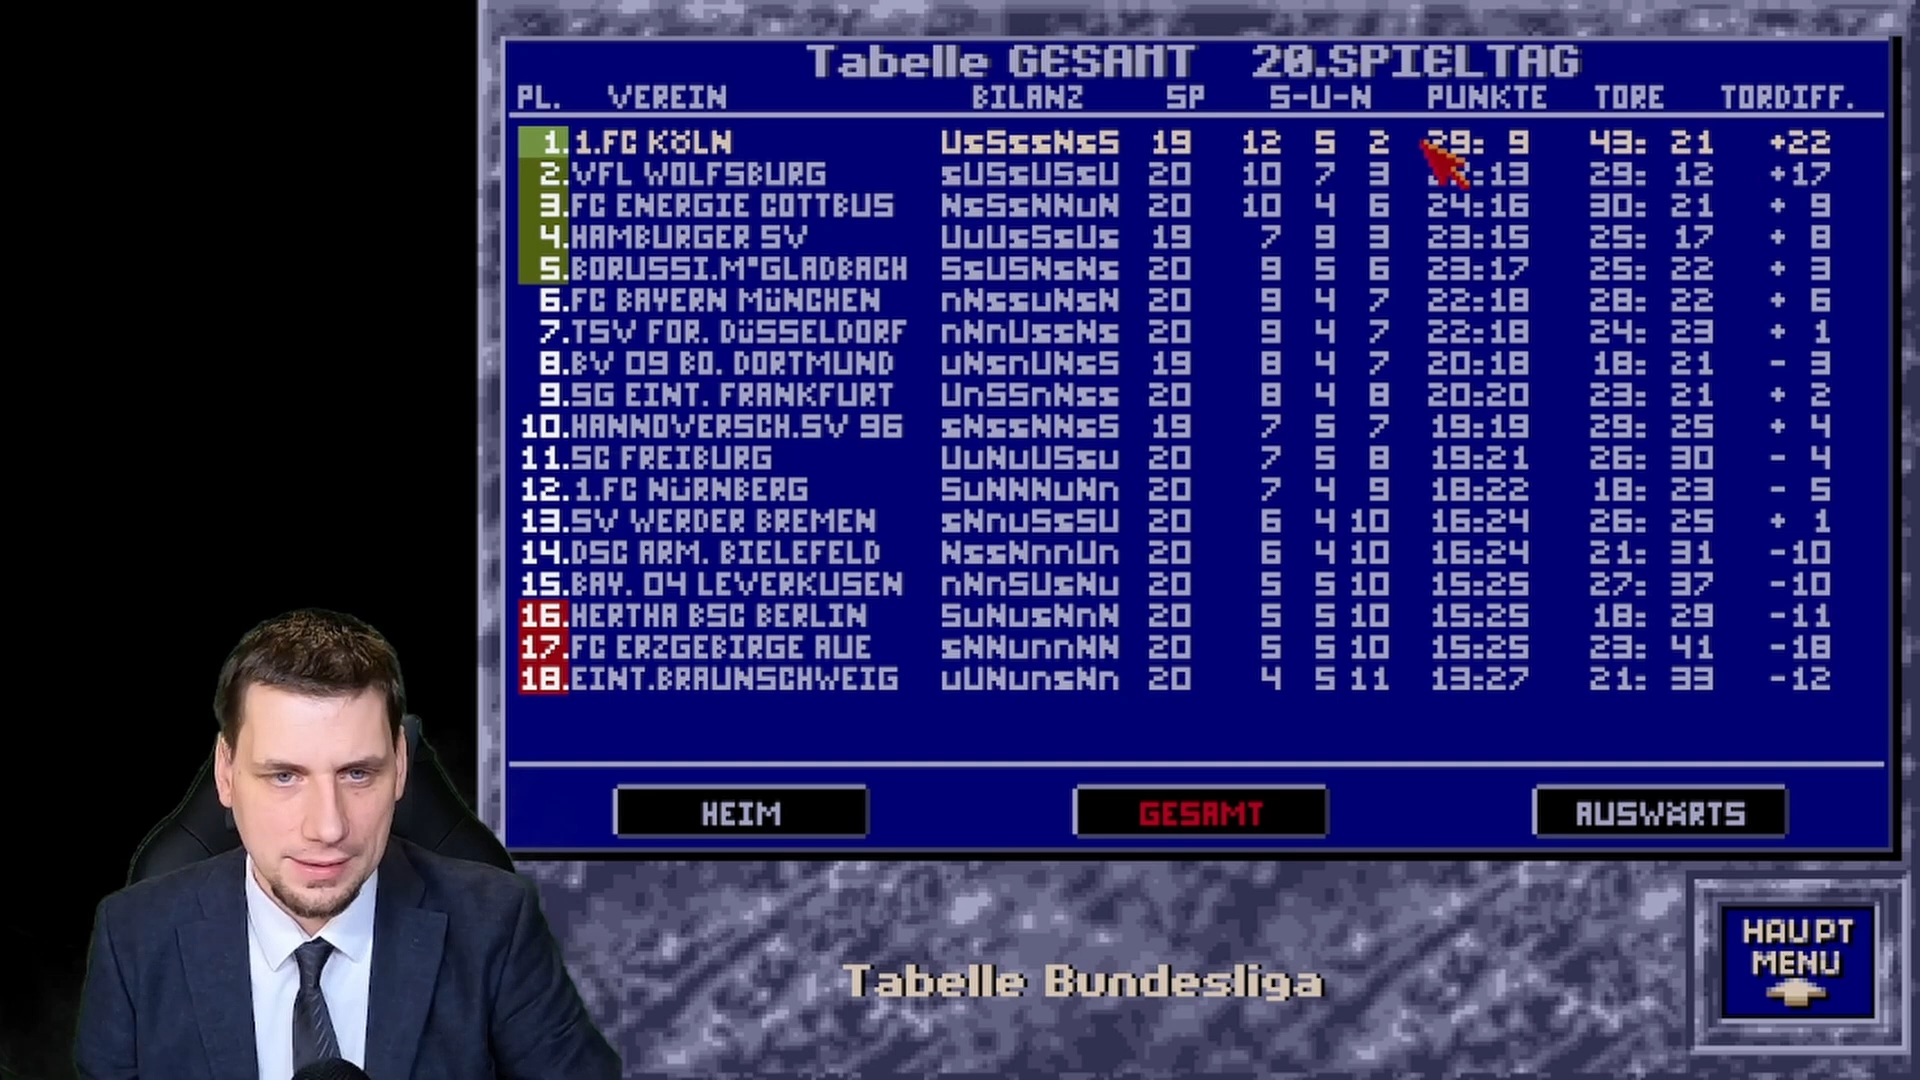 Tabelle GESAMT 20.SPIELTAG
PL. VEREIN BILANZ SP S-U-N PUNKTE TORE TORDIFF.
1. 1.FC KÖLN UsSssNsS 19 12 5 2 29: 9 43: 21 +22
2. VFL WOLFSBURG sUSsUSsU 20 10 7 3 :13 29: 12 +17
3. FC ENERGIE COTTBUS NsSsNNuN 20 10 4 6 24:16 30: 21 + 9
4. HAMBURGER SV UuUsSsUs 19 7 9 3 23:15 25: 17 + 8
5. BORUSSI.M"GLADBACH SsUSNsNs 20 9 5 6 23:17 25: 22 + 3
6. FC BAYERN MüNCHEN nNssuNsN 20 9 4 7 22:18 28: 22 + 6
7. TSV FOR. DüSSELDORF nNnUssNs 20 9 4 7 22:18 24: 23 + 1
8. BV 09 BO. DORTMUND uNsnUNsS 19 8 4 7 20:18 18: 21 - 3
9. SG EINT. FRANKFURT UnSSnNss 20 8 4 8 20:20 23: 21 + 2
10. HANNOVERSCH.SV 96 sNssNNsS 19 7 5 7 19:19 29: 25 + 4
11. SC FREIBURG UuNuUSsu 20 7 5 8 19:21 26: 30 - 4
12. 1.FC NüRNBERG SuNNNuNn 20 7 4 9 18:22 18: 23 - 5
13. SV WERDER BREMEN sNnuSsSU 20 6 4 10 16:24 26: 25 + 1
14. DSC ARM. BIELEFELD NssNnnUn 20 6 4 10 16:24 21: 31 -10
15. BAY. 04 LEVERKUSEN nNnSUsNu 20 5 5 10 15:25 27: 37 -10
16. HERTHA BSC BERLIN SuNusNnN 20 5 5 10 15:25 18: 29 -11
17. FC ERZGEBIRGE AUE sNNunnNN 20 5 5 10 15:25 23: 41 -18
18. EINT.BRAUNSCHWEIG uUNunsNn 20 4 5 11 13:27 21: 33 -12
HEIM GESAMT AUSWÄRTS
HAUPT
MENU
Tabelle Bundesliga